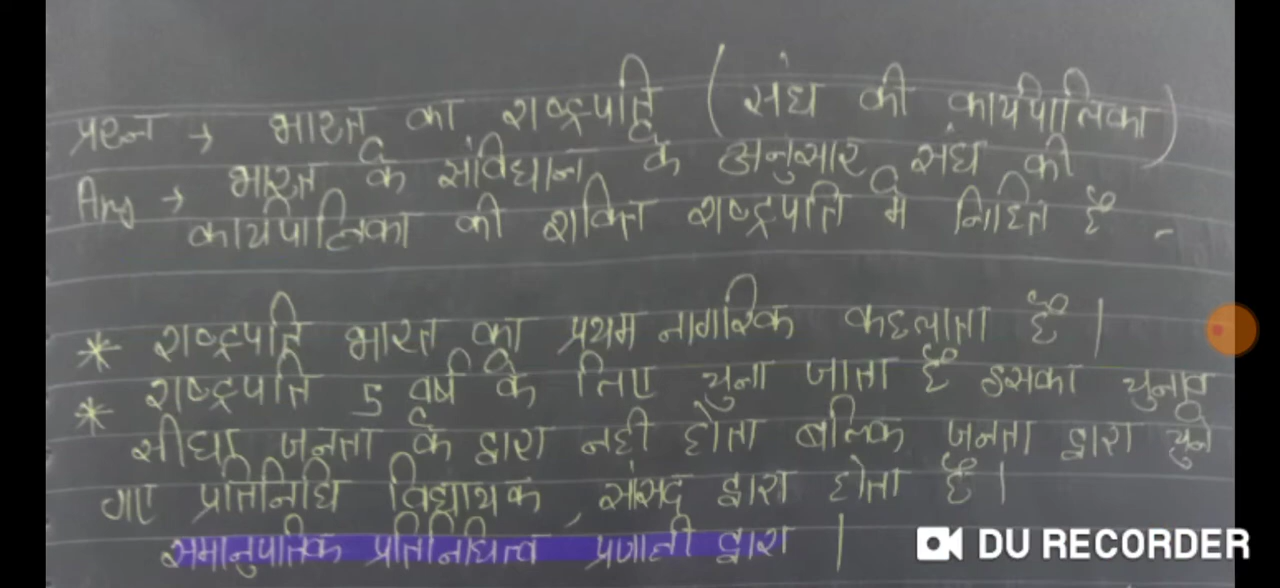 प्रश्न → भारत का राष्ट्रपति (संघ की कार्यपालिका)
Ans → भारत के संविधान के अनुसार संघ की
कार्यपालिका की शक्ति राष्ट्रपति में निहित है -
* राष्ट्रपति भारत का प्रथम नागरिक कहलाता है |
* राष्ट्रपति 5 वर्ष के लिए चुना जाता है इसका चुनाव
सीधा जनता के द्वारा नही होता बल्कि जनता द्वारा चुने
गए प्रतिनिधि विधायक, सांसद द्वारा होता है |
समानुपातिक प्रतिनिधित्व प्रणाली द्वारा |
DU RECORDER